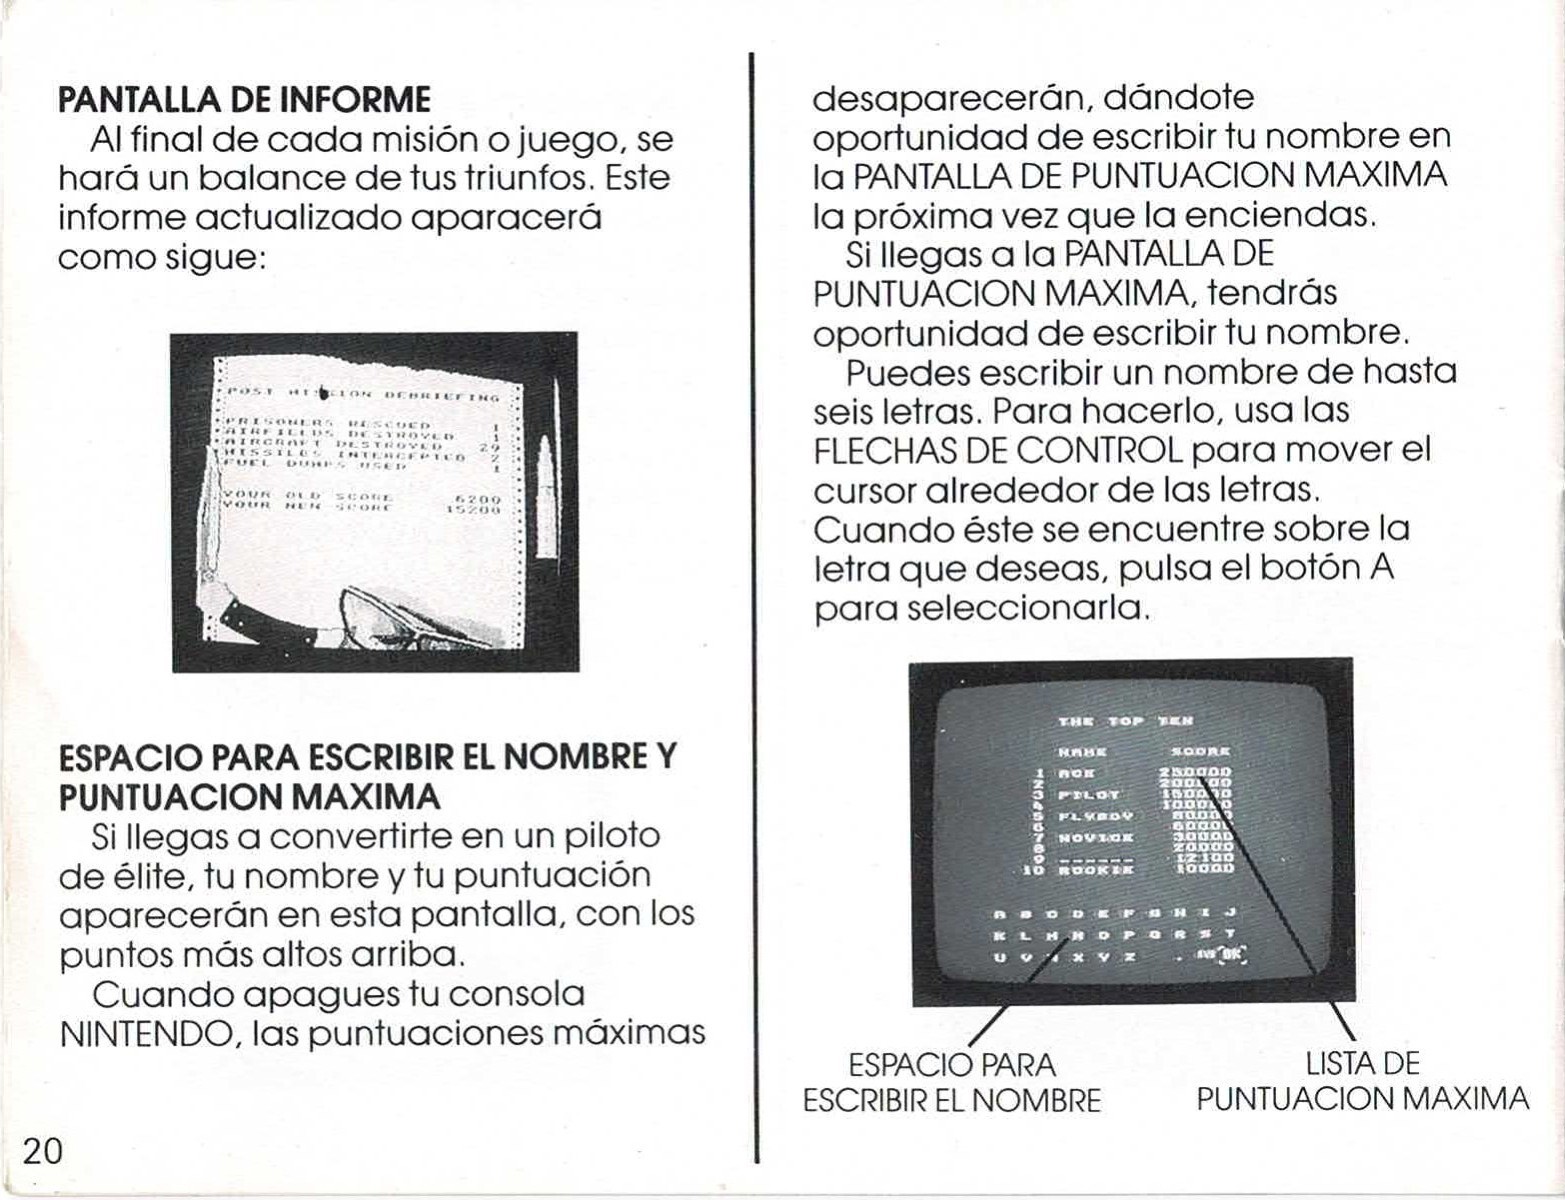 PANTALLA DE INFORME
Al final de cada misión o juego, se
hará un balance de tus triunfos. Este
informe actualizado aparacerá
como sigue:
POST MISSION DEBRIEFING
PRISONERS RESCUED 1
AIRFIELDS DESTROYED 1
AIRCRAFT DESTROYED 29
MISSILES INTERCEPTED 2
FUEL DUMPS USED 1
YOUR OLD SCORE 6200
YOUR NEW SCORE 15200
ESPACIO PARA ESCRIBIR EL NOMBRE Y
PUNTUACION MAXIMA
Si llegas a convertirte en un piloto
de élite, tu nombre y tu puntuación
aparecerán en esta pantalla, con los
puntos más altos arriba.
Cuando apagues tu consola
NINTENDO, las puntuaciones máximas
20
desaparecerán, dándote
oportunidad de escribir tu nombre en
la PANTALLA DE PUNTUACION MAXIMA
la próxima vez que la enciendas.
Si llegas a la PANTALLA DE
PUNTUACION MAXIMA, tendrás
oportunidad de escribir tu nombre.
Puedes escribir un nombre de hasta
seis letras. Para hacerlo, usa las
FLECHAS DE CONTROL para mover el
cursor alrededor de las letras.
Cuando éste se encuentre sobre la
letra que deseas, pulsa el botón A
para seleccionarla.
THE TOP TEN
NAME SCORE
1 ACE 250000
2 200000
3 PILOT 150000
4 100000
5 FLYBOY 80000
6 60000
7 NOVICE 30000
8 20000
9 ______ 12100
10 ROOKIE 10000
A B C D E F G H I J
K L M N O P Q R S T
U V X Y Z . OK
ESPACIO PARA
ESCRIBIR EL NOMBRE
LISTA DE
PUNTUACION MAXIMA